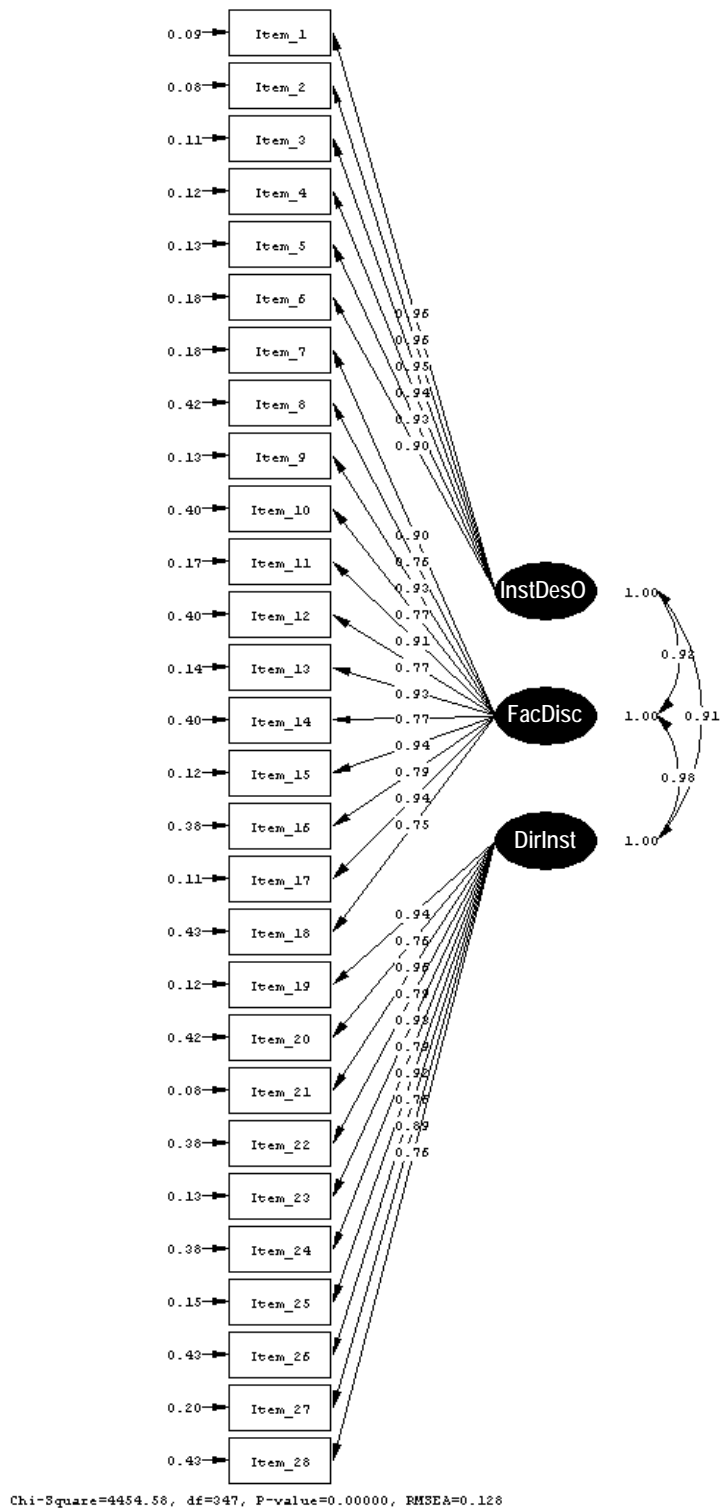 0.09 Item_1
0.08 Item_2
0.11 Item_3
0.12 Item_4
0.13 Item_5
0.18 Item_6
0.18 Item_7
0.42 Item_8
0.13 Item_9
0.40 Item_10
0.17 Item_11
0.40 Item_12
0.14 Item_13
0.40 Item_14
0.12 Item_15
0.38 Item_16
0.11 Item_17
0.43 Item_18
0.12 Item_19
0.42 Item_20
0.08 Item_21
0.38 Item_22
0.13 Item_23
0.38 Item_24
0.15 Item_25
0.43 Item_26
0.20 Item_27
0.43 Item_28
0.96
0.96
0.95
0.94
0.93
0.90
0.90
0.76
0.93
0.77
0.91
0.77
0.93
0.77
0.94
0.79
0.94
0.75
0.94
0.76
0.96
0.79
0.93
0.79
0.92
0.76
0.89
0.76
InstDesO 1.00
FacDisc 1.00
DirInst 1.00
0.92
0.91
0.98
Chi-Square=4454.58, df=347, P-value=0.00000, RMSEA=0.128